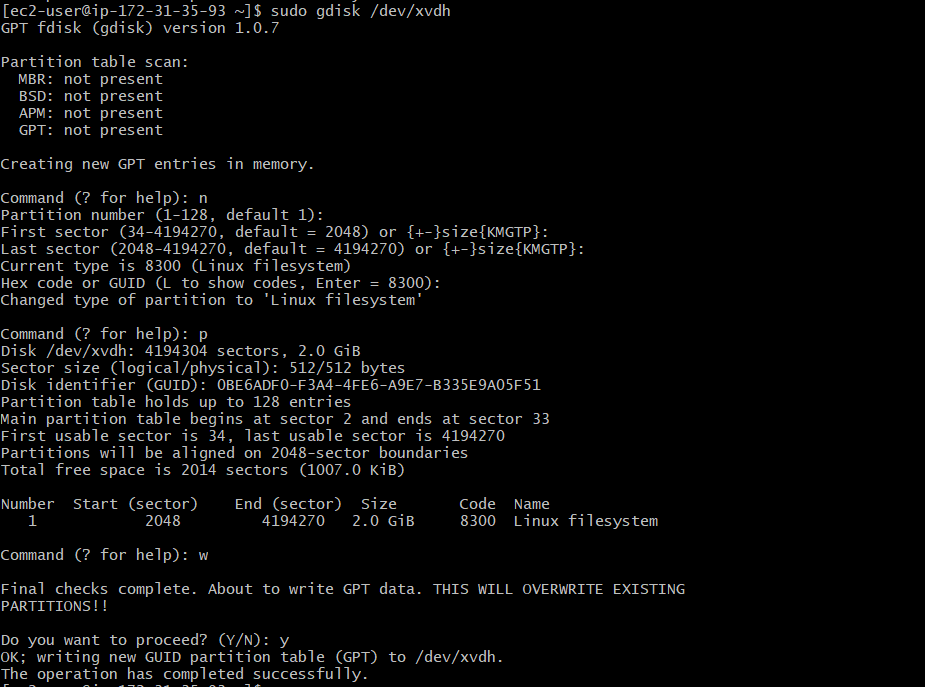 [ec2-user@ip-172-31-35-93 ~]$ sudo gdisk /dev/xvdh
GPT fdisk (gdisk) version 1.0.7
Partition table scan:
MBR: not present
BSD: not present
APM: not present
GPT: not present
Creating new GPT entries in memory.
Command (? for help): n
Partition number (1-128, default 1):
First sector (34-4194270, default = 2048) or {+-}size{KMGTP}:
Last sector (2048-4194270, default = 4194270) or {+-}size{KMGTP}:
Current type is 8300 (Linux filesystem)
Hex code or GUID (L to show codes, Enter = 8300):
Changed type of partition to 'Linux filesystem'
Command (? for help): p
Disk /dev/xvdh: 4194304 sectors, 2.0 GiB
Sector size (logical/physical): 512/512 bytes
Disk identifier (GUID): 0BE6ADF0-F3A4-4FE6-A9E7-B335E9A05F51
Partition table holds up to 128 entries
Main partition table begins at sector 2 and ends at sector 33
First usable sector is 34, last usable sector is 4194270
Partitions will be aligned on 2048-sector boundaries
Total free space is 2014 sectors (1007.0 KiB)
Number  Start (sector)    End (sector)  Size       Code  Name
1            2048         4194270   2.0 GiB     8300  Linux filesystem
Command (? for help): w
Final checks complete. About to write GPT data. THIS WILL OVERWRITE EXISTING
PARTITIONS!!
Do you want to proceed? (Y/N): y
OK; writing new GUID partition table (GPT) to /dev/xvdh.
The operation has completed successfully.